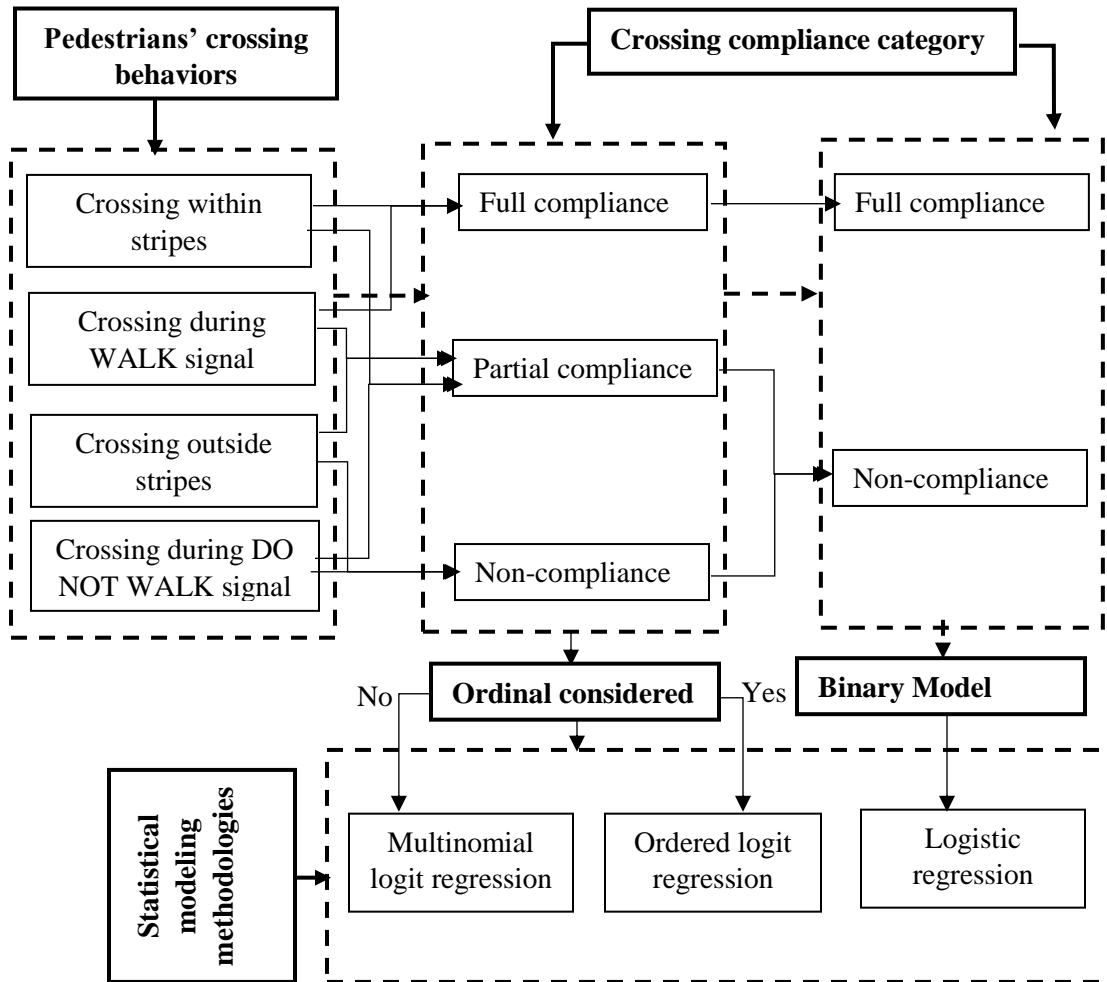 Pedestrians’ crossing
behaviors
Crossing compliance category
Crossing within
stripes
Crossing during
WALK signal
Crossing outside
stripes
Crossing during DO
NOT WALK signal
Full compliance
Partial compliance
Non-compliance
Full compliance
Non-compliance
No
Ordinal considered
Yes
Binary Model
Statistical
modeling
methodologies
Multinomial
logit regression
Ordered logit
regression
Logistic
regression